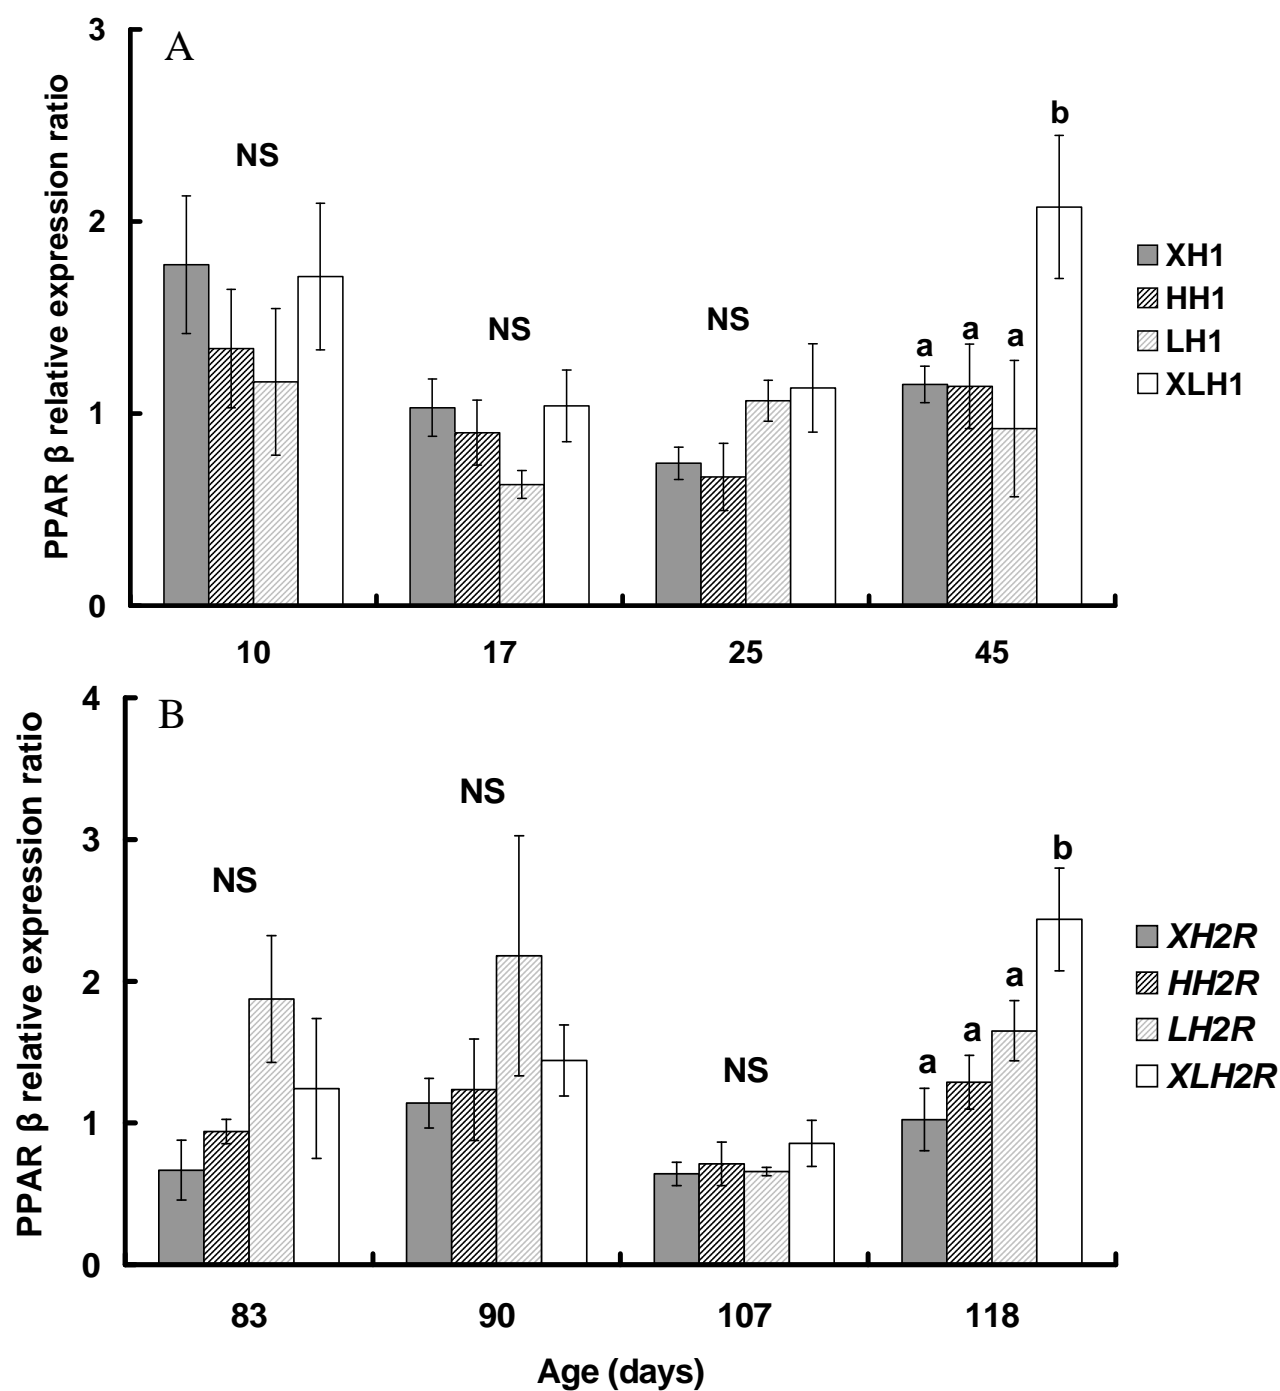 A
PPAR β relative expression ratio
3
2
1
0
NS
NS
NS
a
a
a
b
10
17
25
45
XH1
HH1
LH1
XLH1
B
PPAR β relative expression ratio
4
3
2
1
0
NS
NS
NS
a
a
a
b
83
90
107
118
Age (days)
XH2R
HH2R
LH2R
XLH2R